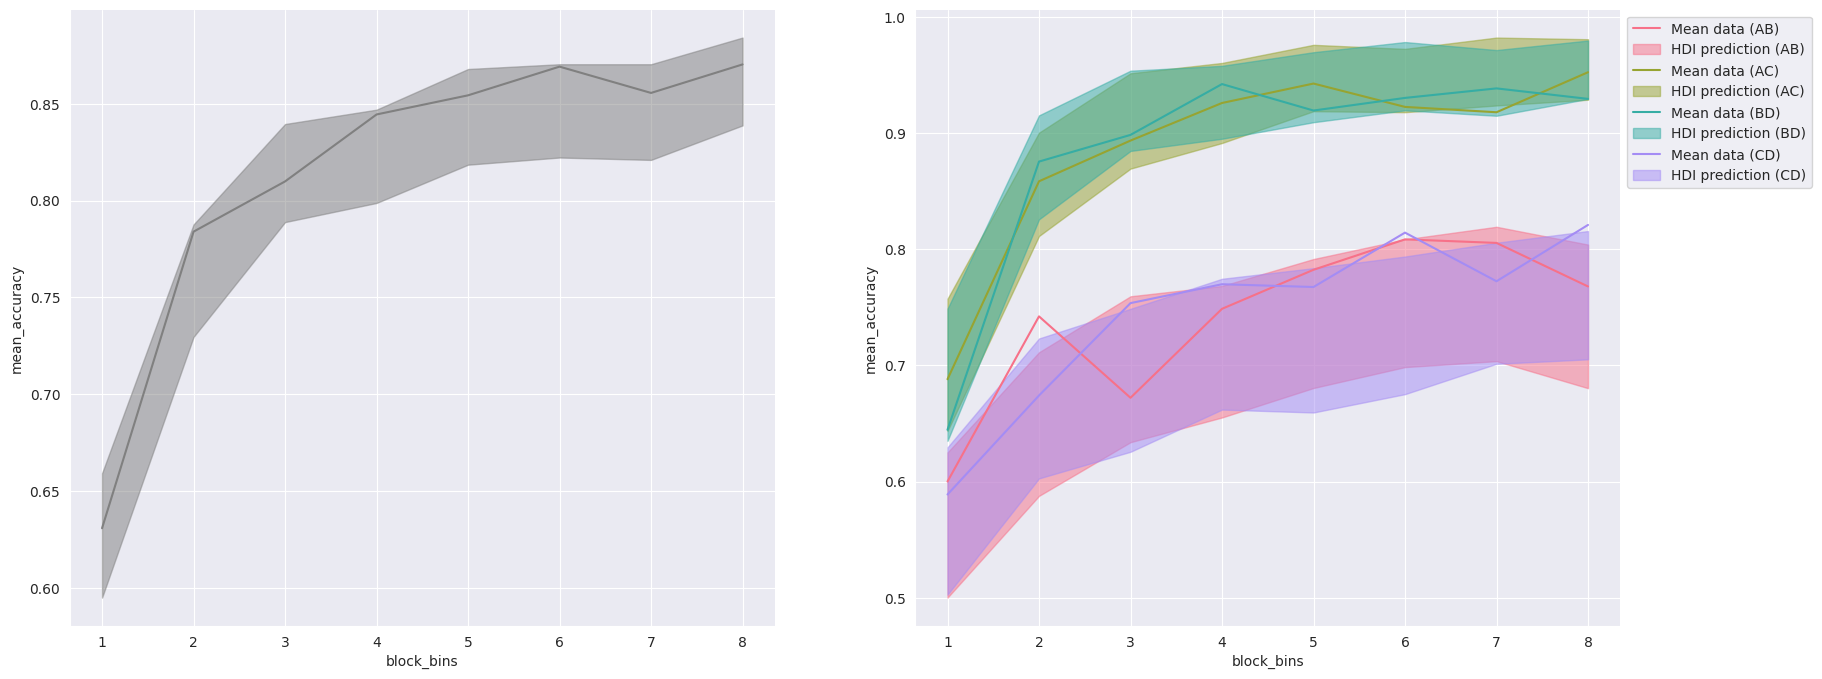 mean_accuracy
0.85
0.80
0.75
0.70
0.65
0.60
1 2 3 4 5 6 7 8
block_bins
mean_accuracy
1.0
0.9
0.8
0.7
0.6
0.5
1 2 3 4 5 6 7 8
block_bins
Mean data (AB)
HDI prediction (AB)
Mean data (AC)
HDI prediction (AC)
Mean data (BD)
HDI prediction (BD)
Mean data (CD)
HDI prediction (CD)